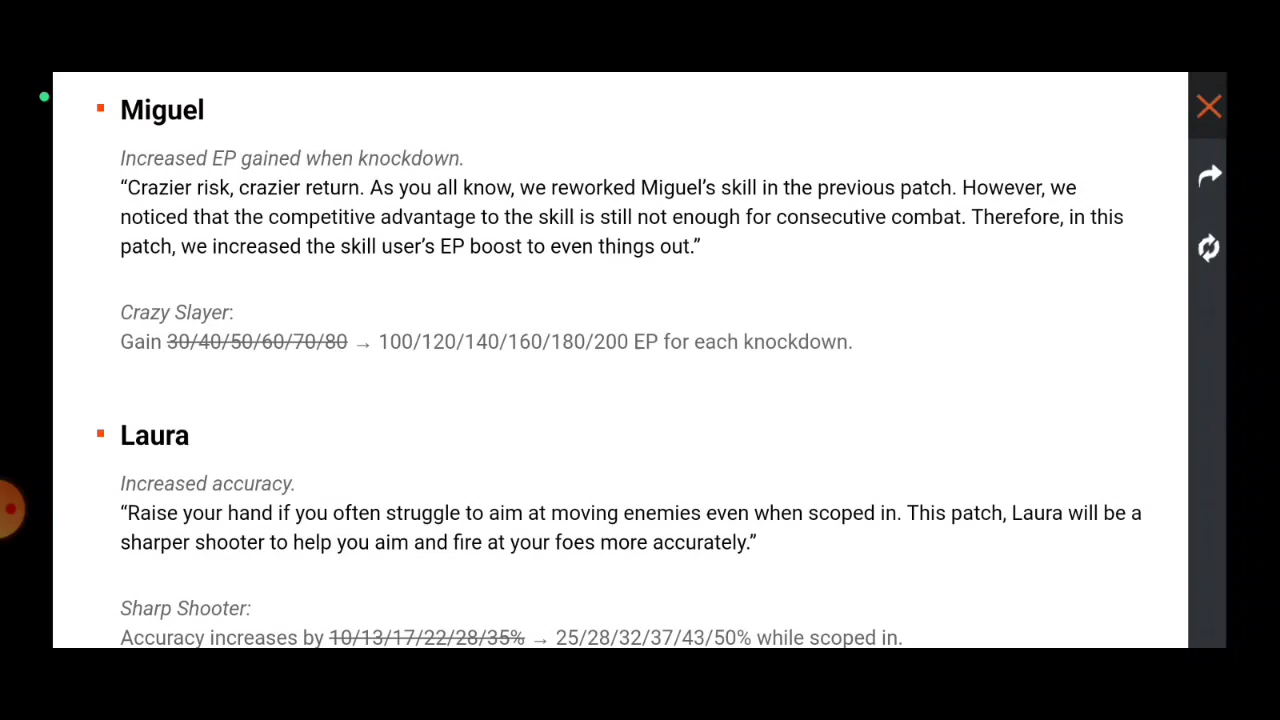 Miguel
Increased EP gained when knockdown.
“Crazier risk, crazier return. As you all know, we reworked Miguel’s skill in the previous patch. However, we
noticed that the competitive advantage to the skill is still not enough for consecutive combat. Therefore, in this
patch, we increased the skill user’s EP boost to even things out.”
Crazy Slayer:
Gain 30/40/50/60/70/80 → 100/120/140/160/180/200 EP for each knockdown.
Laura
Increased accuracy.
“Raise your hand if you often struggle to aim at moving enemies even when scoped in. This patch, Laura will be a
sharper shooter to help you aim and fire at your foes more accurately.”
Sharp Shooter:
Accuracy increases by 10/13/17/22/28/35% → 25/28/32/37/43/50% while scoped in.